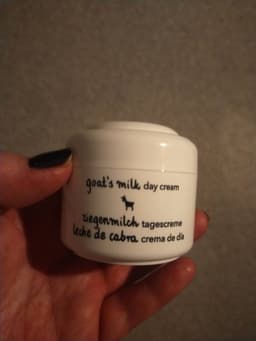 goat's milk day cream
ziegenmilch tagescreme
leche de cabra crema de día